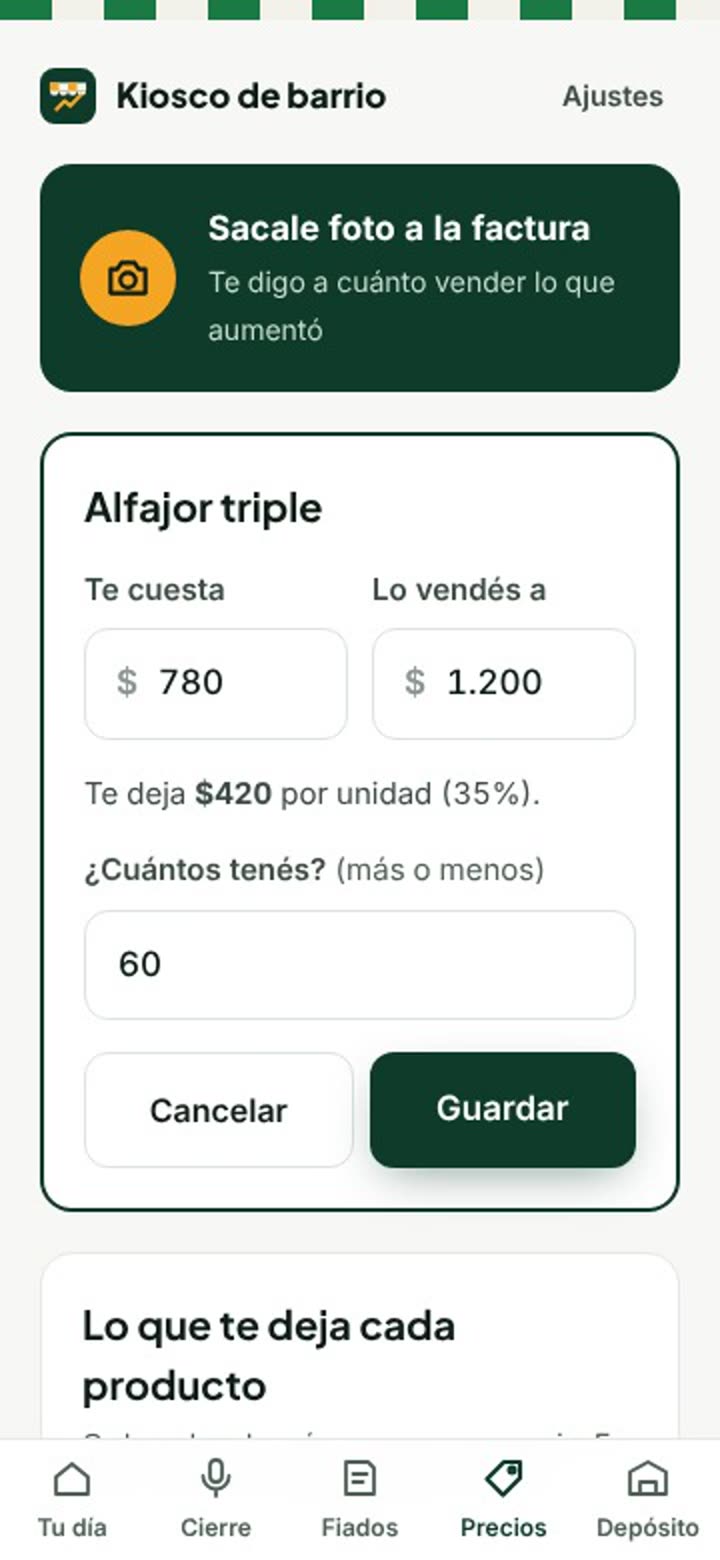 Kiosco de barrio
Ajustes
Sacale foto a la factura
Te digo a cuánto vender lo que
aumentó
Alfajor triple
Te cuesta
Lo vendés a
$ 780
$ 1.200
Te deja $420 por unidad (35%).
¿Cuántos tenés? (más o menos)
60
Cancelar
Guardar
Lo que te deja cada
producto
Tu día
Cierre
Fiados
Precios
Depósito